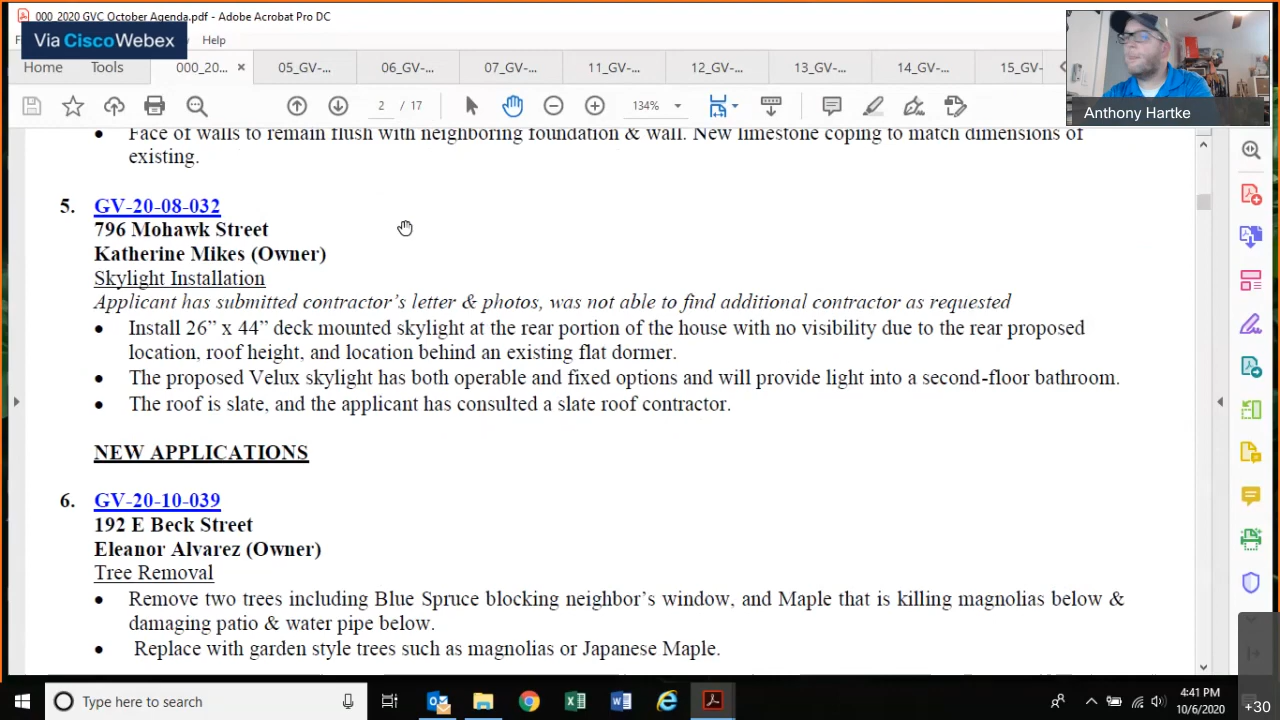 000_2020 GVC October Agenda.pdf - Adobe Acrobat Pro DC
Via CiscoWebex
Help
Home Tools 000_20... × 05_GV-... 06_GV-... 07_GV-... 11_GV-... 12_GV-... 13_GV-... 14_GV-... 15_GV-
2 / 17 134%
Anthony Hartke
• Face of walls to remain flush with neighboring foundation & wall. New limestone coping to match dimensions of
existing.
5. GV-20-08-032
796 Mohawk Street
Katherine Mikes (Owner)
Skylight Installation
Applicant has submitted contractor's letter & photos, was not able to find additional contractor as requested
• Install 26” x 44” deck mounted skylight at the rear portion of the house with no visibility due to the rear proposed
location, roof height, and location behind an existing flat dormer.
• The proposed Velux skylight has both operable and fixed options and will provide light into a second-floor bathroom.
• The roof is slate, and the applicant has consulted a slate roof contractor.
NEW APPLICATIONS
6. GV-20-10-039
192 E Beck Street
Eleanor Alvarez (Owner)
Tree Removal
• Remove two trees including Blue Spruce blocking neighbor's window, and Maple that is killing magnolias below &
damaging patio & water pipe below.
• Replace with garden style trees such as magnolias or Japanese Maple.
Type here to search
4:41 PM
10/6/2020
+30